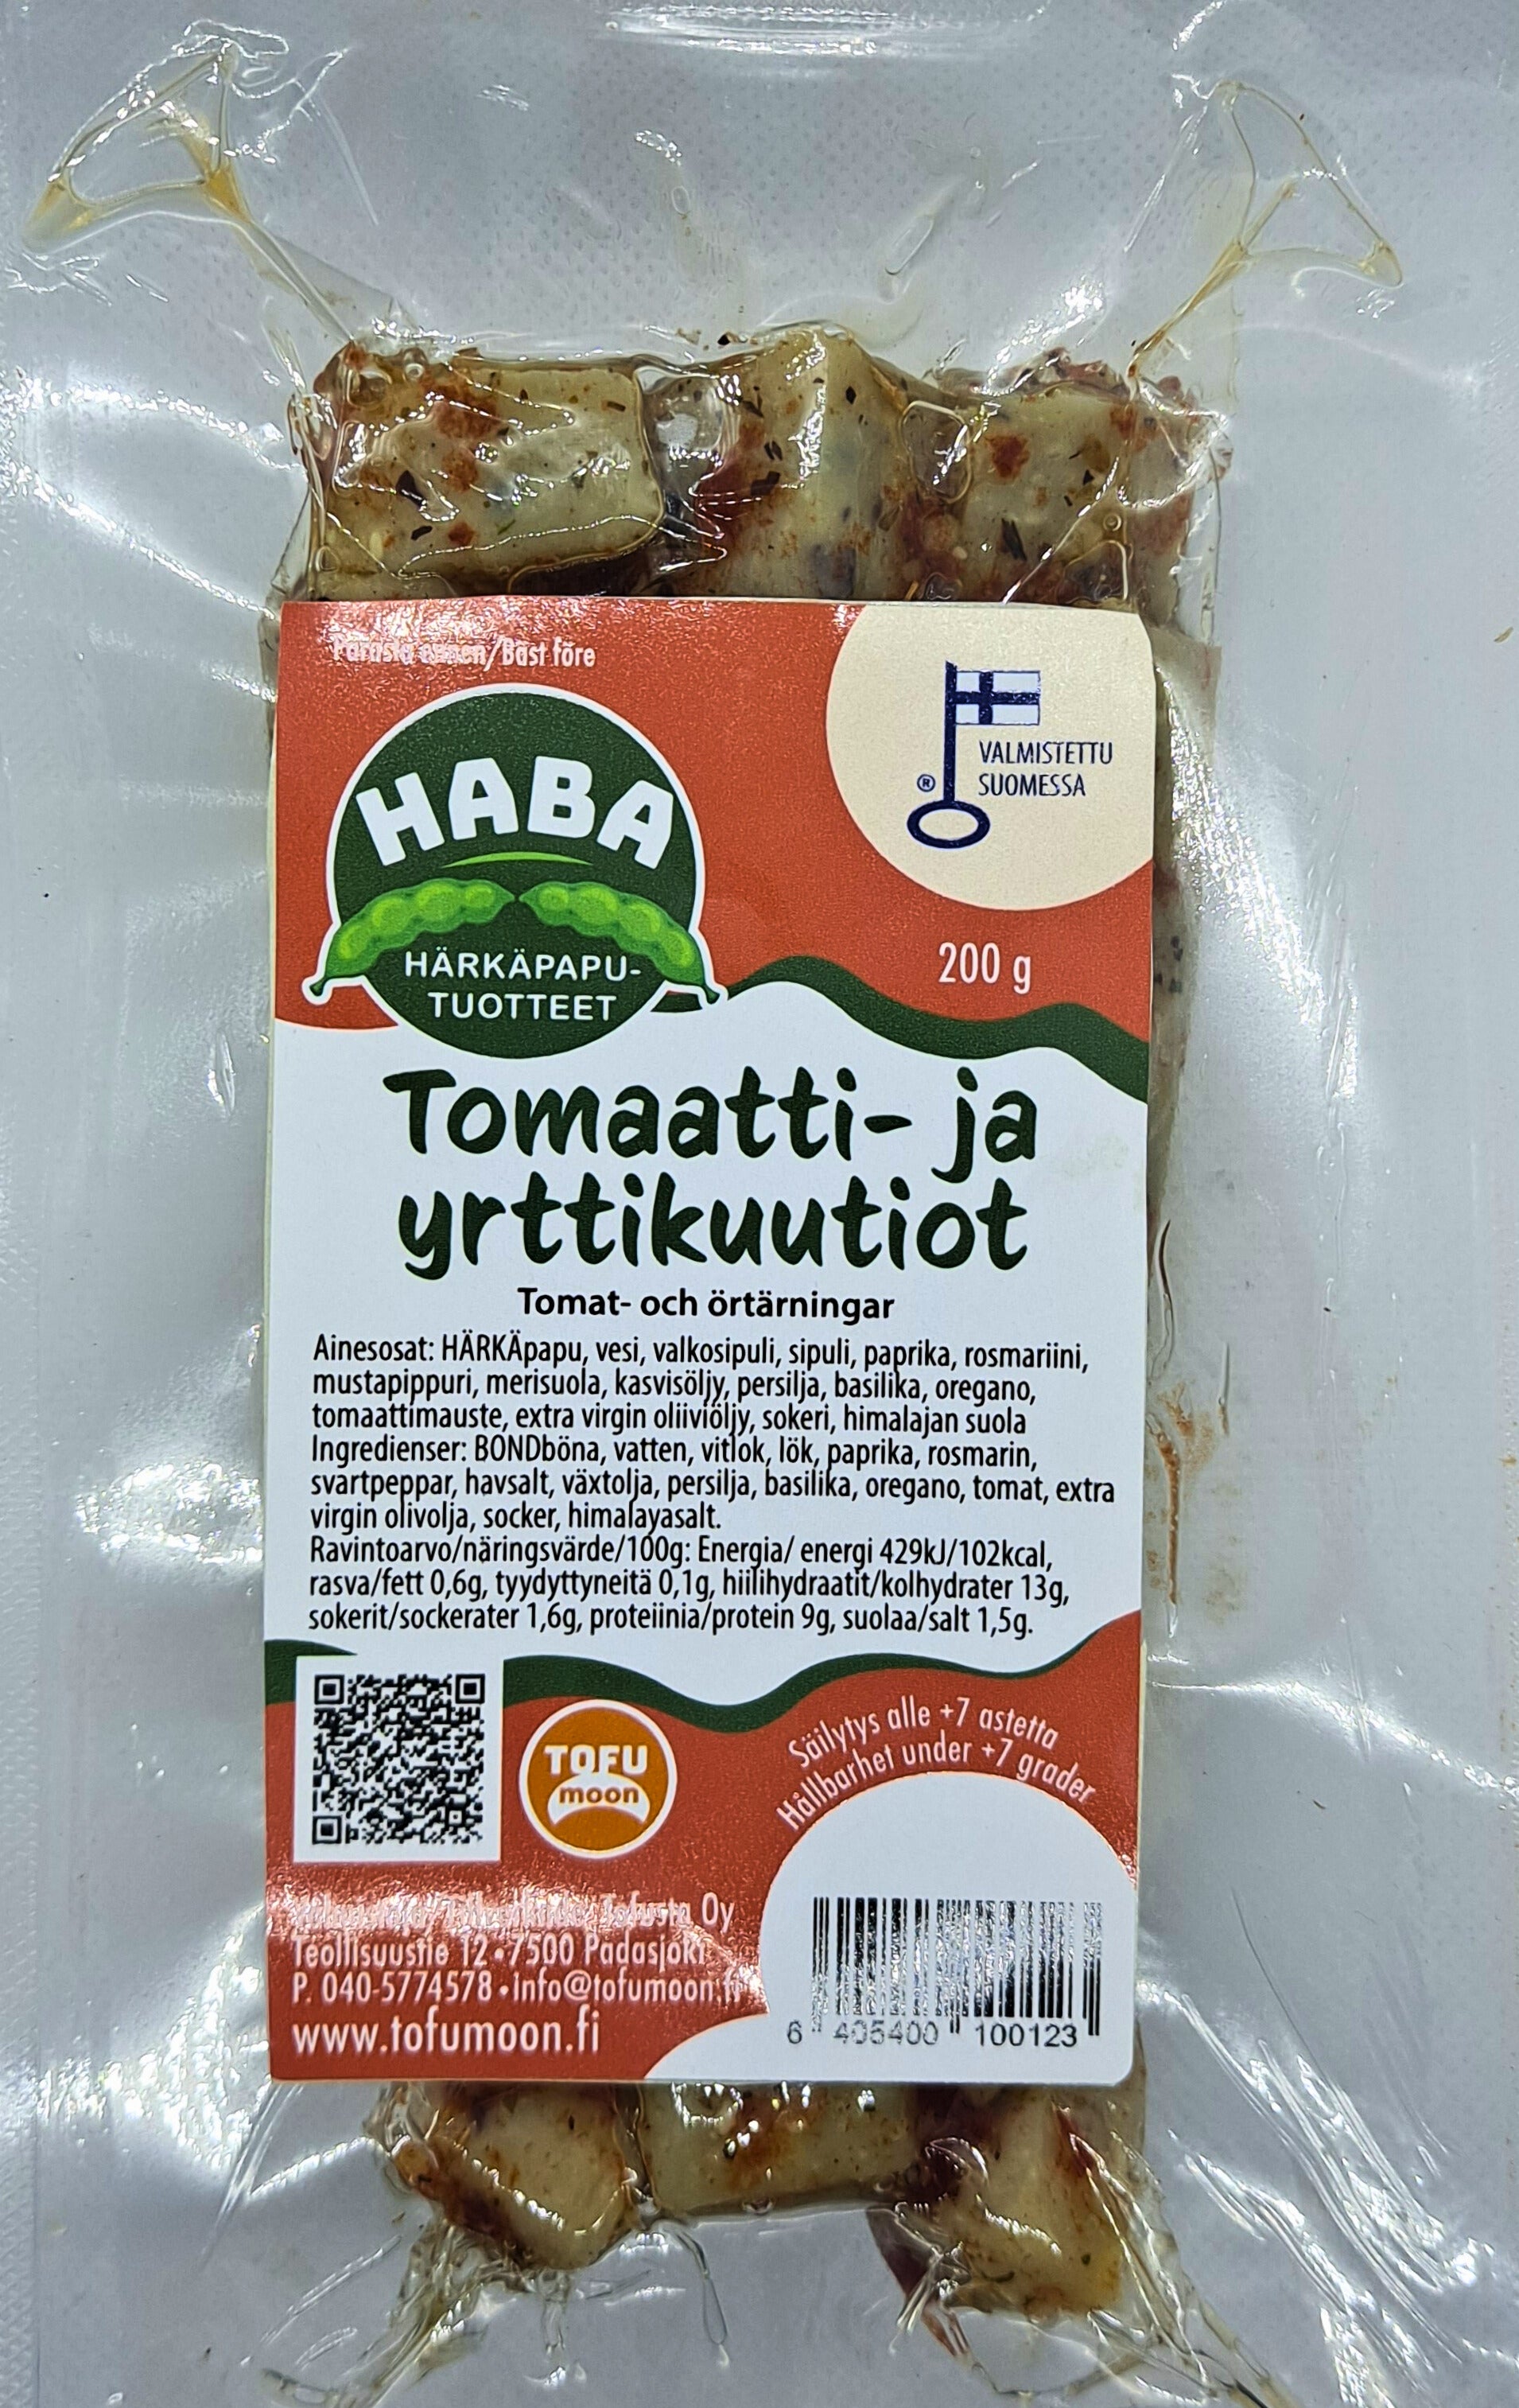 Parasta ennen/Bäst före
HABA
HÄRKÄPAPU-
TUOTTEET
®
VALMISTETTU
SUOMESSA
200 g
Tomaatti- ja
yrttikuutiot
Tomat- och örtärningar
Ainesosat: HÄRKÄpapu, vesi, valkosipuli, sipuli, paprika, rosmariini,
mustapippuri, merisuola, kasvisöljy, persilja, basilika, oregano,
tomaattimauste, extra virgin oliiviöljy, sokeri, himalajan suola
Ingredienser: BONDböna, vatten, vitlok, lök, paprika, rosmarin,
svartpeppar, havsalt, växtolja, persilja, basilika, oregano, tomat, extra
virgin olivolja, socker, himalayasalt.
Ravintoarvo/näringsvärde/100g: Energia/ energi 429kJ/102kcal,
rasva/fett 0,6g, tyydyttyneitä 0,1g, hiilihydraatit/kolhydrater 13g,
sokerit/sockerater 1,6g, proteiinia/protein 9g, suolaa/salt 1,5g.
TOFU
moon
Säilytys alle +7 astetta
Hållbarhet under +7 grader
Tofusta Oy
Teollisuustie 12•7500 Padasjoki
P. 040-5774578•info@tofumoon.fi
www.tofumoon.fi
6 405400 100123